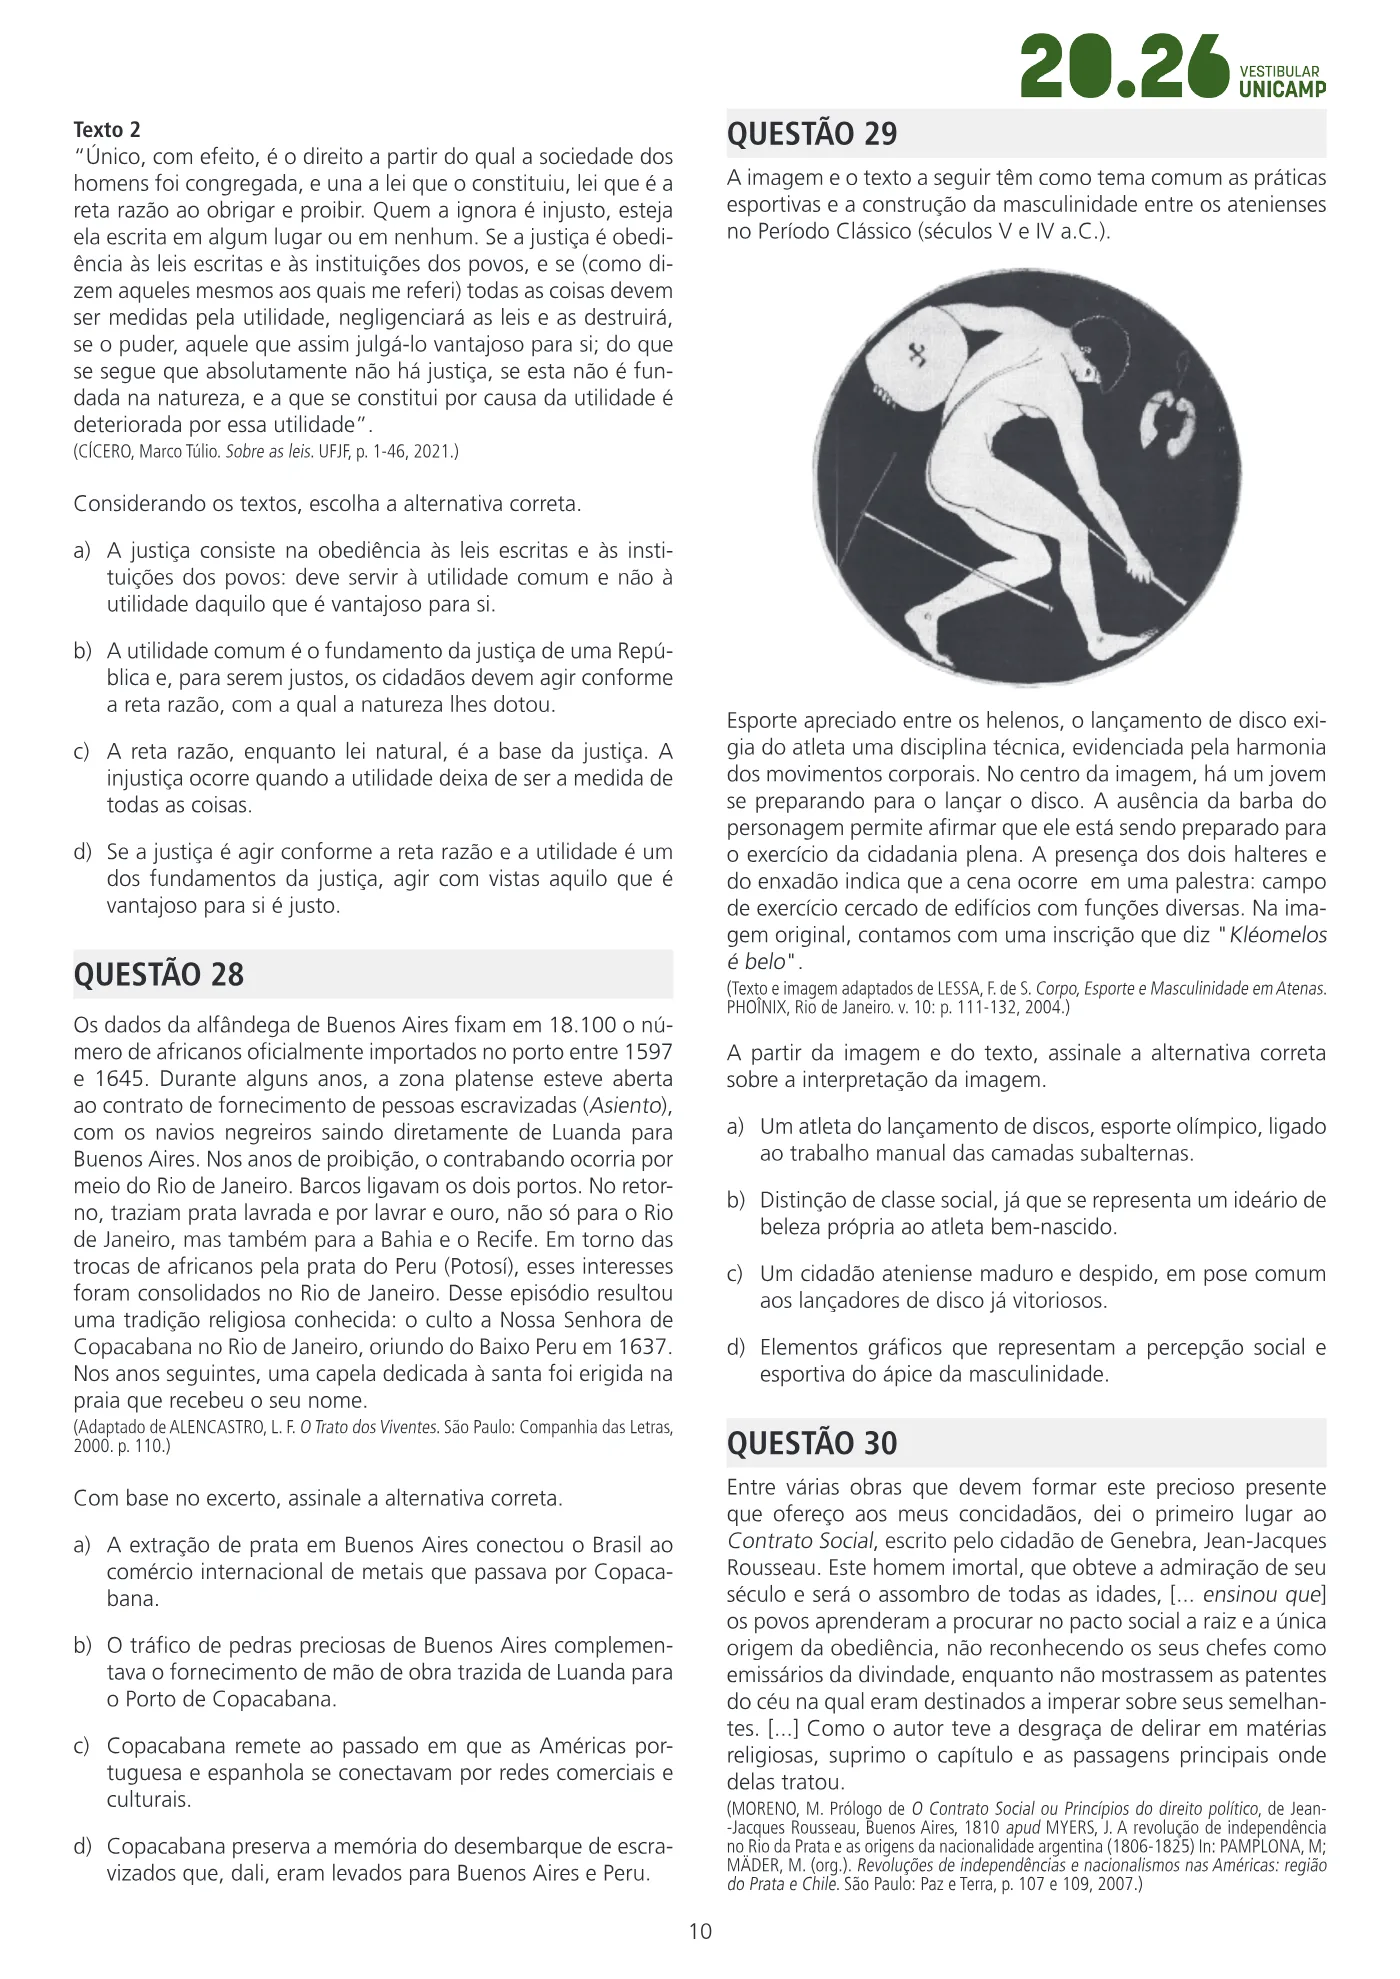 20.26 VESTIBULAR
UNICAMP
Texto 2
“Único, com efeito, é o direito a partir do qual a sociedade dos
homens foi congregada, e una a lei que o constituiu, lei que é a
reta razão ao obrigar e proibir. Quem a ignora é injusto, esteja
ela escrita em algum lugar ou em nenhum. Se a justiça é obedi-
ência às leis escritas e às instituições dos povos, e se (como di-
zem aqueles mesmos aos quais me referi) todas as coisas devem
ser medidas pela utilidade, negligenciará as leis e as destruirá,
se o puder, aquele que assim julgá-lo vantajoso para si; do que
se segue que absolutamente não há justiça, se esta não é fun-
dada na natureza, e a que se constitui por causa da utilidade é
deteriorada por essa utilidade”.
(CÍCERO, Marco Túlio. Sobre as leis. UFJF, p. 1-46, 2021.)
Considerando os textos, escolha a alternativa correta.
a) A justiça consiste na obediência às leis escritas e às insti-
tuições dos povos: deve servir à utilidade comum e não à
utilidade daquilo que é vantajoso para si.
b) A utilidade comum é o fundamento da justiça de uma Repú-
blica e, para serem justos, os cidadãos devem agir conforme
a reta razão, com a qual a natureza lhes dotou.
c) A reta razão, enquanto lei natural, é a base da justiça. A
injustiça ocorre quando a utilidade deixa de ser a medida de
todas as coisas.
d) Se a justiça é agir conforme a reta razão e a utilidade é um
dos fundamentos da justiça, agir com vistas aquilo que é
vantajoso para si é justo.
QUESTÃO 28
Os dados da alfândega de Buenos Aires fixam em 18.100 o nú-
mero de africanos oficialmente importados no porto entre 1597
e 1645. Durante alguns anos, a zona platense esteve aberta
ao contrato de fornecimento de pessoas escravizadas (Asiento),
com os navios negreiros saindo diretamente de Luanda para
Buenos Aires. Nos anos de proibição, o contrabando ocorria por
meio do Rio de Janeiro. Barcos ligavam os dois portos. No retor-
no, traziam prata lavrada e por lavrar e ouro, não só para o Rio
de Janeiro, mas também para a Bahia e o Recife. Em torno das
trocas de africanos pela prata do Peru (Potosí), esses interesses
foram consolidados no Rio de Janeiro. Desse episódio resultou
uma tradição religiosa conhecida: o culto a Nossa Senhora de
Copacabana no Rio de Janeiro, oriundo do Baixo Peru em 1637.
Nos anos seguintes, uma capela dedicada à santa foi erigida na
praia que recebeu o seu nome.
(Adaptado de ALENCASTRO, L. F. O Trato dos Viventes. São Paulo: Companhia das Letras,
2000. p. 110.)
Com base no excerto, assinale a alternativa correta.
a) A extração de prata em Buenos Aires conectou o Brasil ao
comércio internacional de metais que passava por Copaca-
bana.
b) O tráfico de pedras preciosas de Buenos Aires complemen-
tava o fornecimento de mão de obra trazida de Luanda para
o Porto de Copacabana.
c) Copacabana remete ao passado em que as Américas por-
tuguesa e espanhola se conectavam por redes comerciais e
culturais.
d) Copacabana preserva a memória do desembarque de escra-
vizados que, dali, eram levados para Buenos Aires e Peru.
QUESTÃO 29
A imagem e o texto a seguir têm como tema comum as práticas
esportivas e a construção da masculinidade entre os atenienses
no Período Clássico (séculos V e IV a.C.).
Esporte apreciado entre os helenos, o lançamento de disco exi-
gia do atleta uma disciplina técnica, evidenciada pela harmonia
dos movimentos corporais. No centro da imagem, há um jovem
se preparando para o lançar o disco. A ausência da barba do
personagem permite afirmar que ele está sendo preparado para
o exercício da cidadania plena. A presença dos dois halteres e
do enxadão indica que a cena ocorre em uma palestra: campo
de exercício cercado de edifícios com funções diversas. Na ima-
gem original, contamos com uma inscrição que diz "Kléomelos
é belo".
(Texto e imagem adaptados de LESSA, F. de S. Corpo, Esporte e Masculinidade em Atenas.
PHOÎNIX, Rio de Janeiro. v. 10: p. 111-132, 2004.)
A partir da imagem e do texto, assinale a alternativa correta
sobre a interpretação da imagem.
a) Um atleta do lançamento de discos, esporte olímpico, ligado
ao trabalho manual das camadas subalternas.
b) Distinção de classe social, já que se representa um ideário de
beleza própria ao atleta bem-nascido.
c) Um cidadão ateniense maduro e despido, em pose comum
aos lançadores de disco já vitoriosos.
d) Elementos gráficos que representam a percepção social e
esportiva do ápice da masculinidade.
QUESTÃO 30
Entre várias obras que devem formar este precioso presente
que ofereço aos meus concidadãos, dei o primeiro lugar ao
Contrato Social, escrito pelo cidadão de Genebra, Jean-Jacques
Rousseau. Este homem imortal, que obteve a admiração de seu
século e será o assombro de todas as idades, [... ensinou que]
os povos aprenderam a procurar no pacto social a raiz e a única
origem da obediência, não reconhecendo os seus chefes como
emissários da divindade, enquanto não mostrassem as patentes
do céu na qual eram destinados a imperar sobre seus semelhan-
tes. [...] Como o autor teve a desgraça de delirar em matérias
religiosas, suprimo o capítulo e as passagens principais onde
delas tratou.
(MORENO, M. Prólogo de O Contrato Social ou Princípios do direito político, de Jean-
-Jacques Rousseau, Buenos Aires, 1810 apud MYERS, J. A revolução de independência
no Rio da Prata e as origens da nacionalidade argentina (1806-1825) In: PAMPLONA, M;
MÄDER, M. (org.). Revoluções de independências e nacionalismos nas Américas: região
do Prata e Chile. São Paulo: Paz e Terra, p. 107 e 109, 2007.)
10